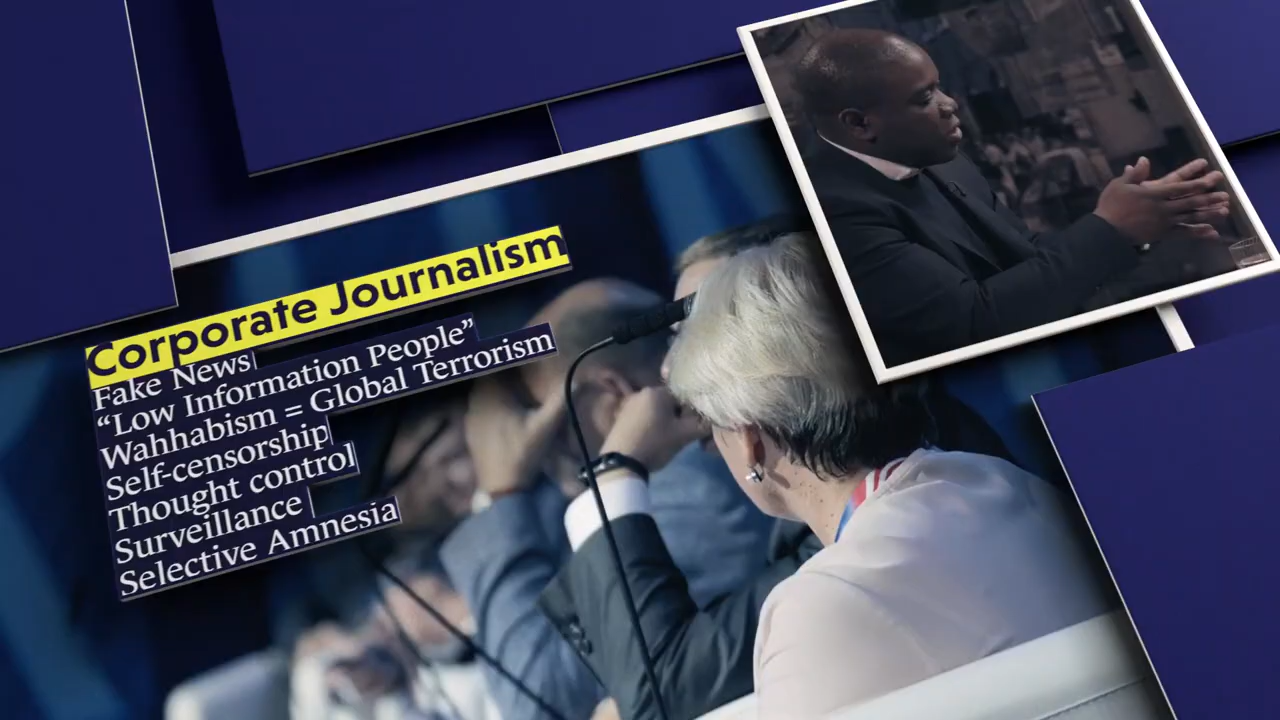 Corporate Journalism
Fake News
“Low Information People”
Wahhabism = Global Terrorism
Self-censorship
Thought control
Surveillance
Selective Amnesia